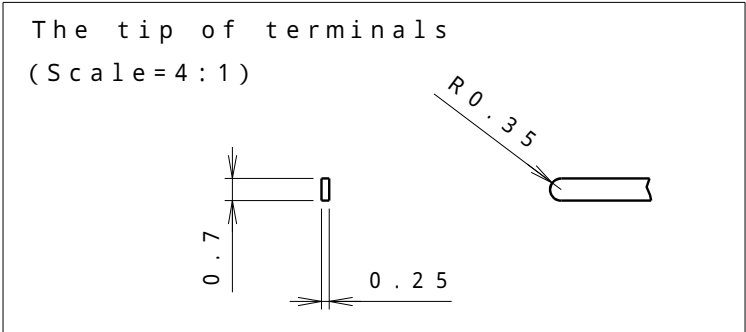 The tip of terminals
(Scale=4:1)
R0.35
0.7
0.25